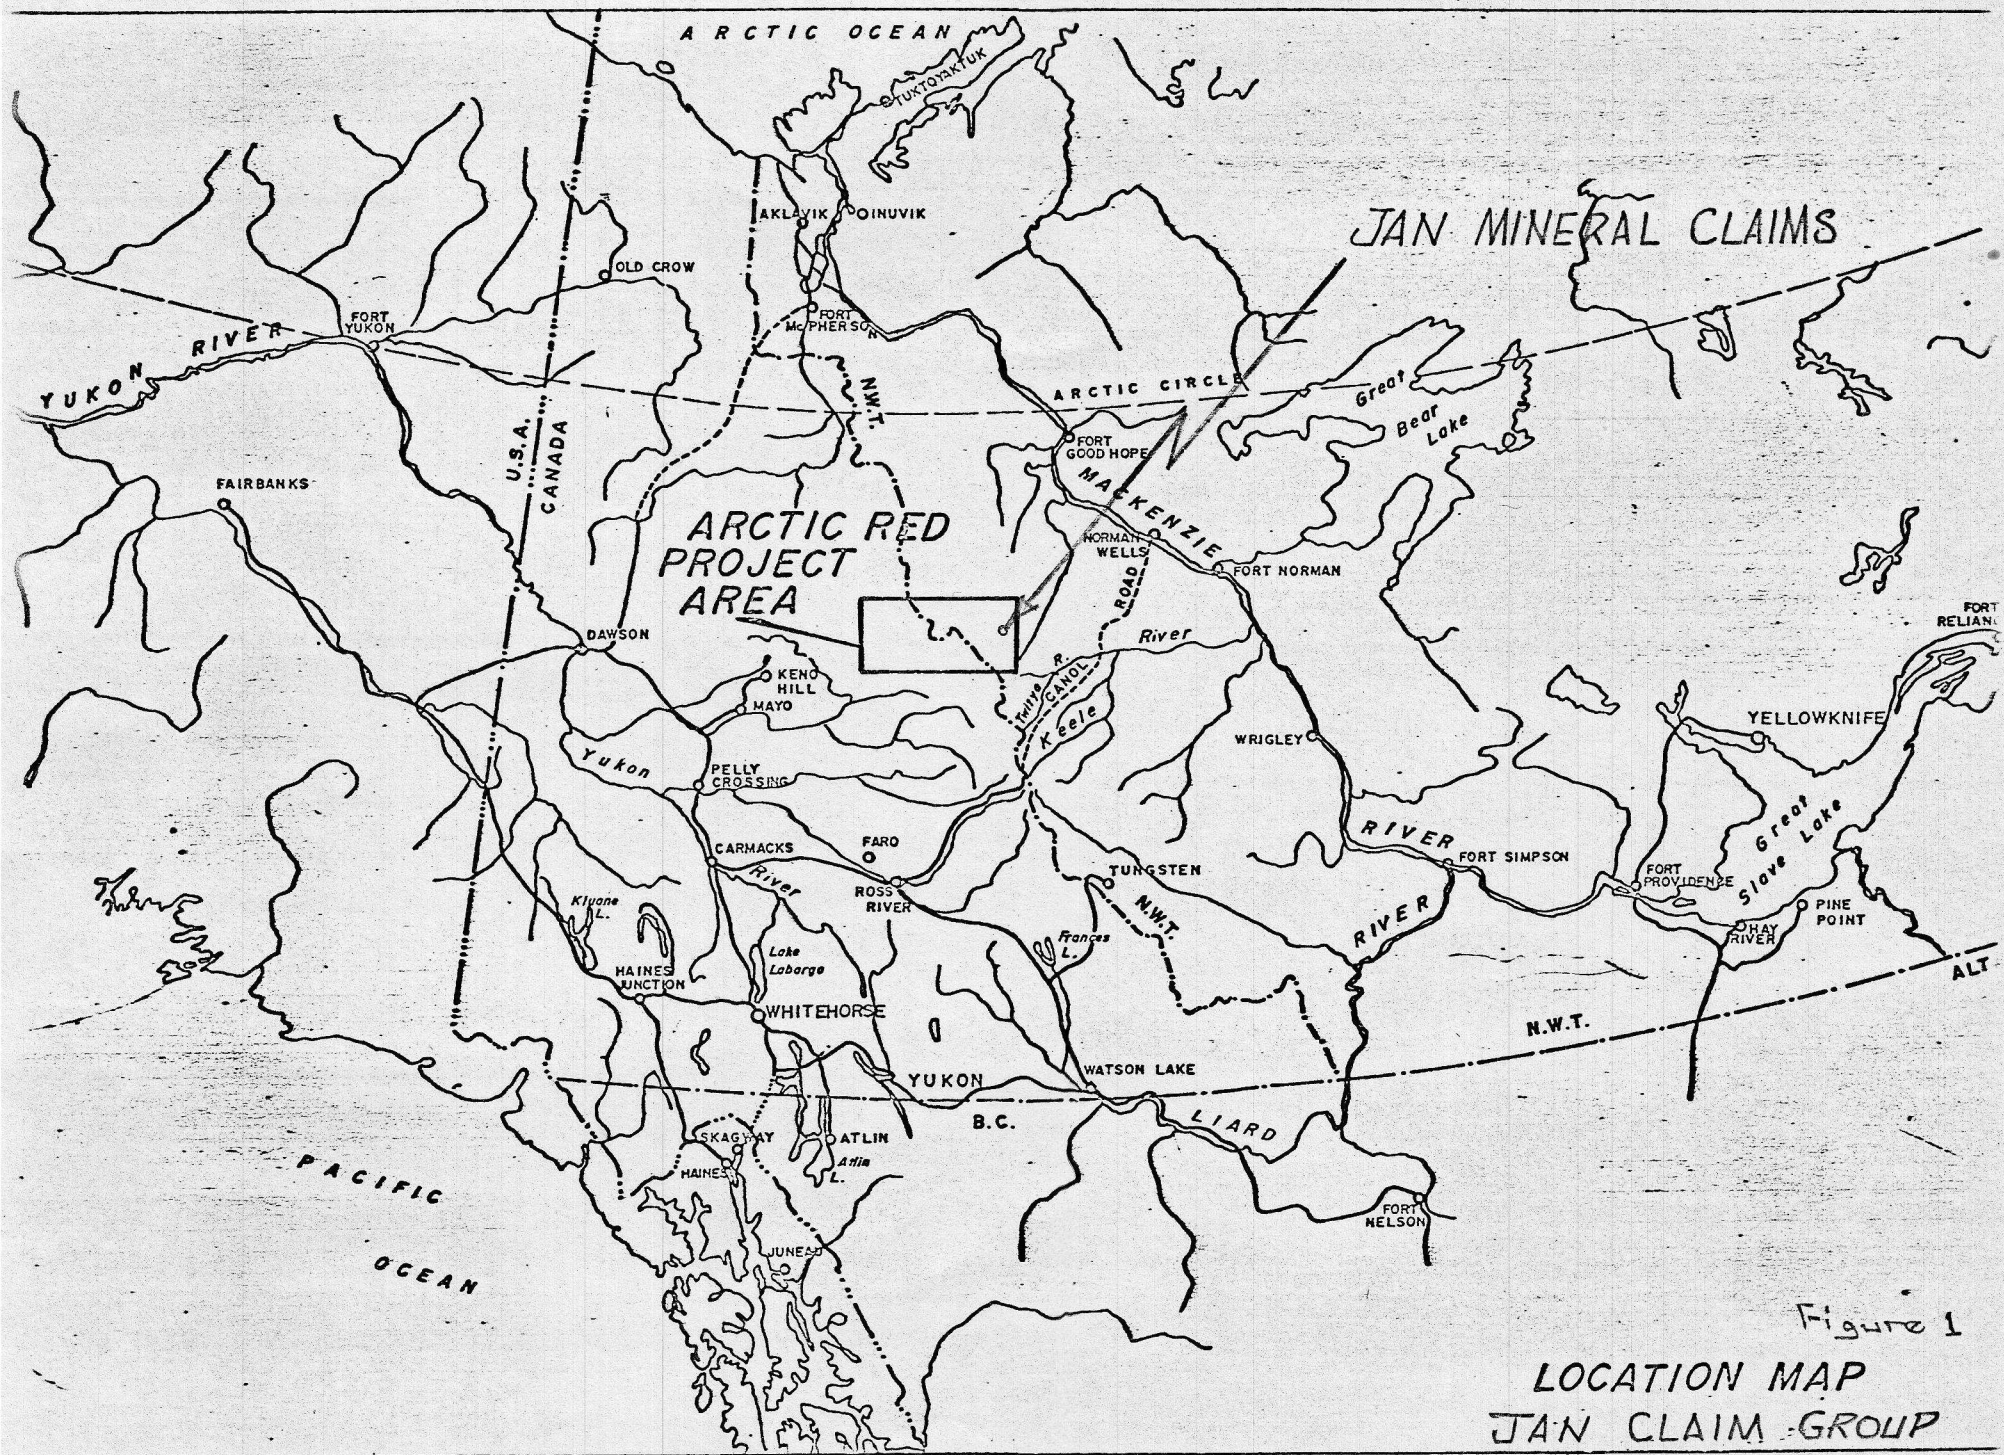 ARCTIC OCEAN
TUKTOYAKTUK
AKLAVIK
INUVIK
JAN MINERAL CLAIMS
OLD CROW
FORT
YUKON
FORT
McPHERSON
YUKON RIVER
N.W.T.
ARCTIC CIRCLE
Great
Bear
Lake
U.S.A.
CANADA
FORT
GOOD HOPE
MACKENZIE
FAIRBANKS
ARCTIC RED
PROJECT
AREA
NORMAN
WELLS
FORT NORMAN
ROAD
FORT
RELIANC
DAWSON
River
KENO
HILL
MAYO
Twitya R.
CANOL
Keele
YELLOWKNIFE
WRIGLEY
Yukon
PELLY
CROSSING
Great
Slave Lake
RIVER
CARMACKS
FARO
FORT SIMPSON
River
ROSS
RIVER
TUNGSTEN
FORT
PROVIDENCE
PINE
POINT
HAY
RIVER
Kluane
L.
N.W.T.
RIVER
Frances
L.
Lake
Labarge
HAINES
JUNCTION
ALT
WHITEHORSE
N.W.T.
YUKON
WATSON LAKE
B.C.
LIARD
SKAGWAY
ATLIN
Atlin
L.
HAINES
PACIFIC
OCEAN
FORT
NELSON
JUNEAU
Figure 1
LOCATION MAP
JAN CLAIM GROUP